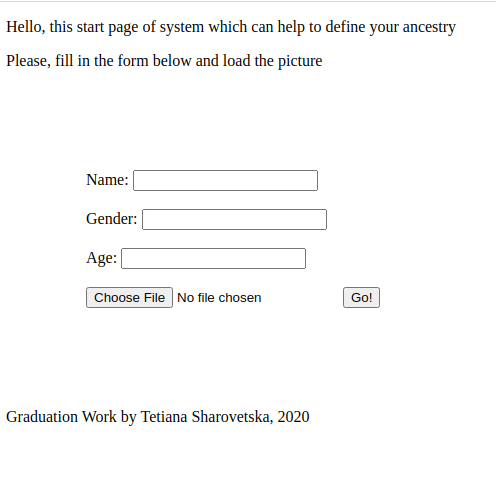 Hello, this start page of system which can help to define your ancestry
Please, fill in the form below and load the picture
Name:
Gender:
Age:
Choose File No file chosen Go!
Graduation Work by Tetiana Sharovetska, 2020